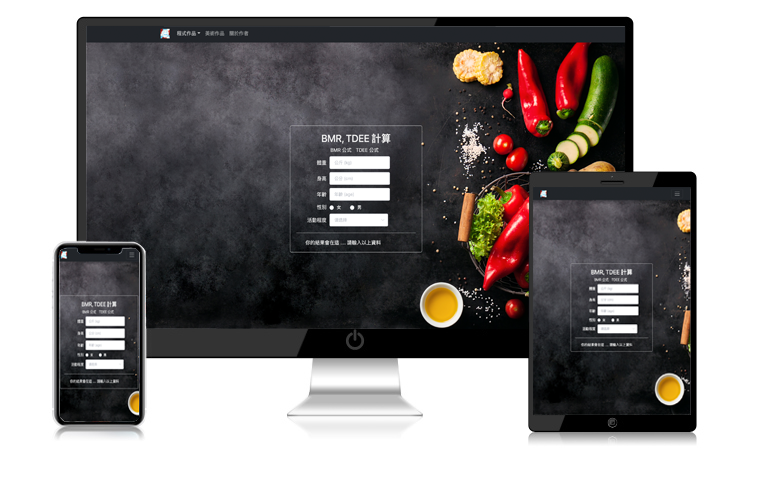 程式作品 美術作品 關於作者
BMR, TDEE 計算
BMR 公式 TDEE 公式
體重 公斤 (kg)
身高 公分 (cm)
年齡 年齡 (age)
性別 女 男
活動程度 請選擇
你的結果會在這 .... 請輸入以上資料
BMR, TDEE 計算
BMR 公式 TDEE 公式
體重
身高
年齡
性別 女 男
活動程度
你的結果會在這 .... 請輸入以上資料
BMR, TDEE 計算
BMR 公式 TDEE 公式
體重
身高
年齡
性別 女 男
活動程度
你的結果會在這 .... 請輸入以上資料